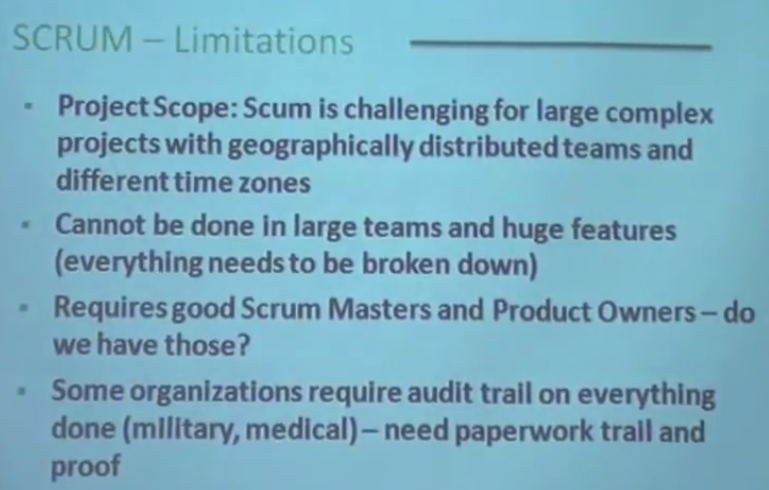 SCRUM – Limitations
▪ Project Scope: Scum is challenging for large complex
projects with geographically distributed teams and
different time zones
▪ Cannot be done in large teams and huge features
(everything needs to be broken down)
▪ Requires good Scrum Masters and Product Owners – do
we have those?
▪ Some organizations require audit trail on everything
done (military, medical) – need paperwork trail and
proof